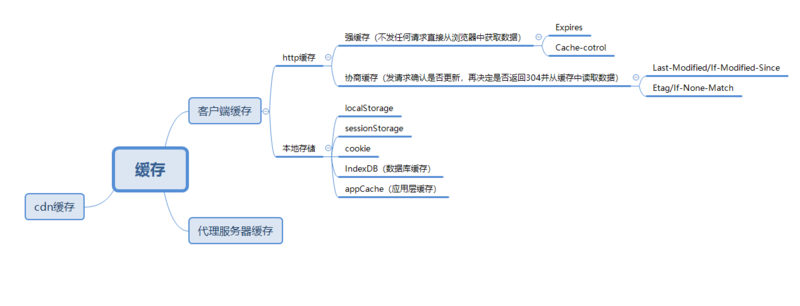 缓存
客户端缓存
http缓存
强缓存（不发任何请求直接从浏览器中获取数据）
Expires
Cache-cotrol
协商缓存（发请求确认是否更新，再决定是否返回304并从缓存中读取数据）
Last-Modified/If-Modified-Since
Etag/If-None-Match
本地存储
localStorage
sessionStorage
cookie
IndexDB（数据库缓存）
appCache（应用层缓存）
代理服务器缓存
cdn缓存